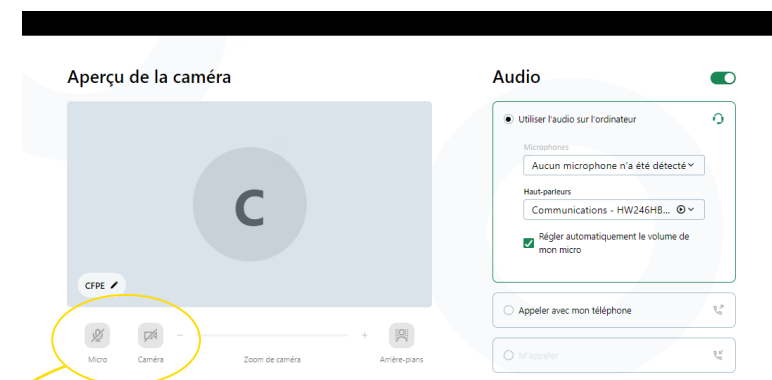 Aperçu de la caméra
C
CFPE
Micro
Caméra
Zoom de caméra
Arrière-plans
Audio
Utiliser l'audio sur l'ordinateur
Microphones
Aucun microphone n'a été détecté
Haut-parleurs
Communications - HW246HB...
Régler automatiquement le volume de
mon micro
Appeler avec mon téléphone
M'appeler